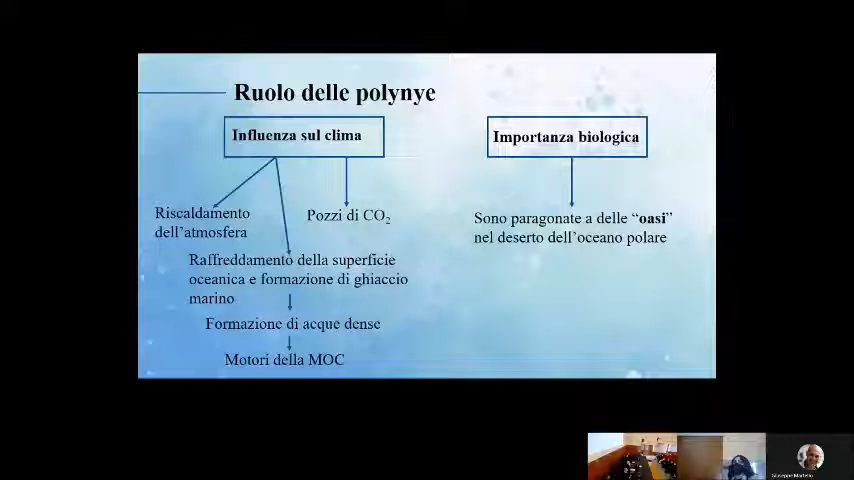 Ruolo delle polynye
Influenza sul clima
Importanza biologica
Riscaldamento
dell'atmosfera
Pozzi di CO₂
Raffreddamento della superficie
oceanica e formazione di ghiaccio
marino
Formazione di acque dense
Motori della MOC
Sono paragonate a delle “oasi”
nel deserto dell'oceano polare
Giuseppe Martello